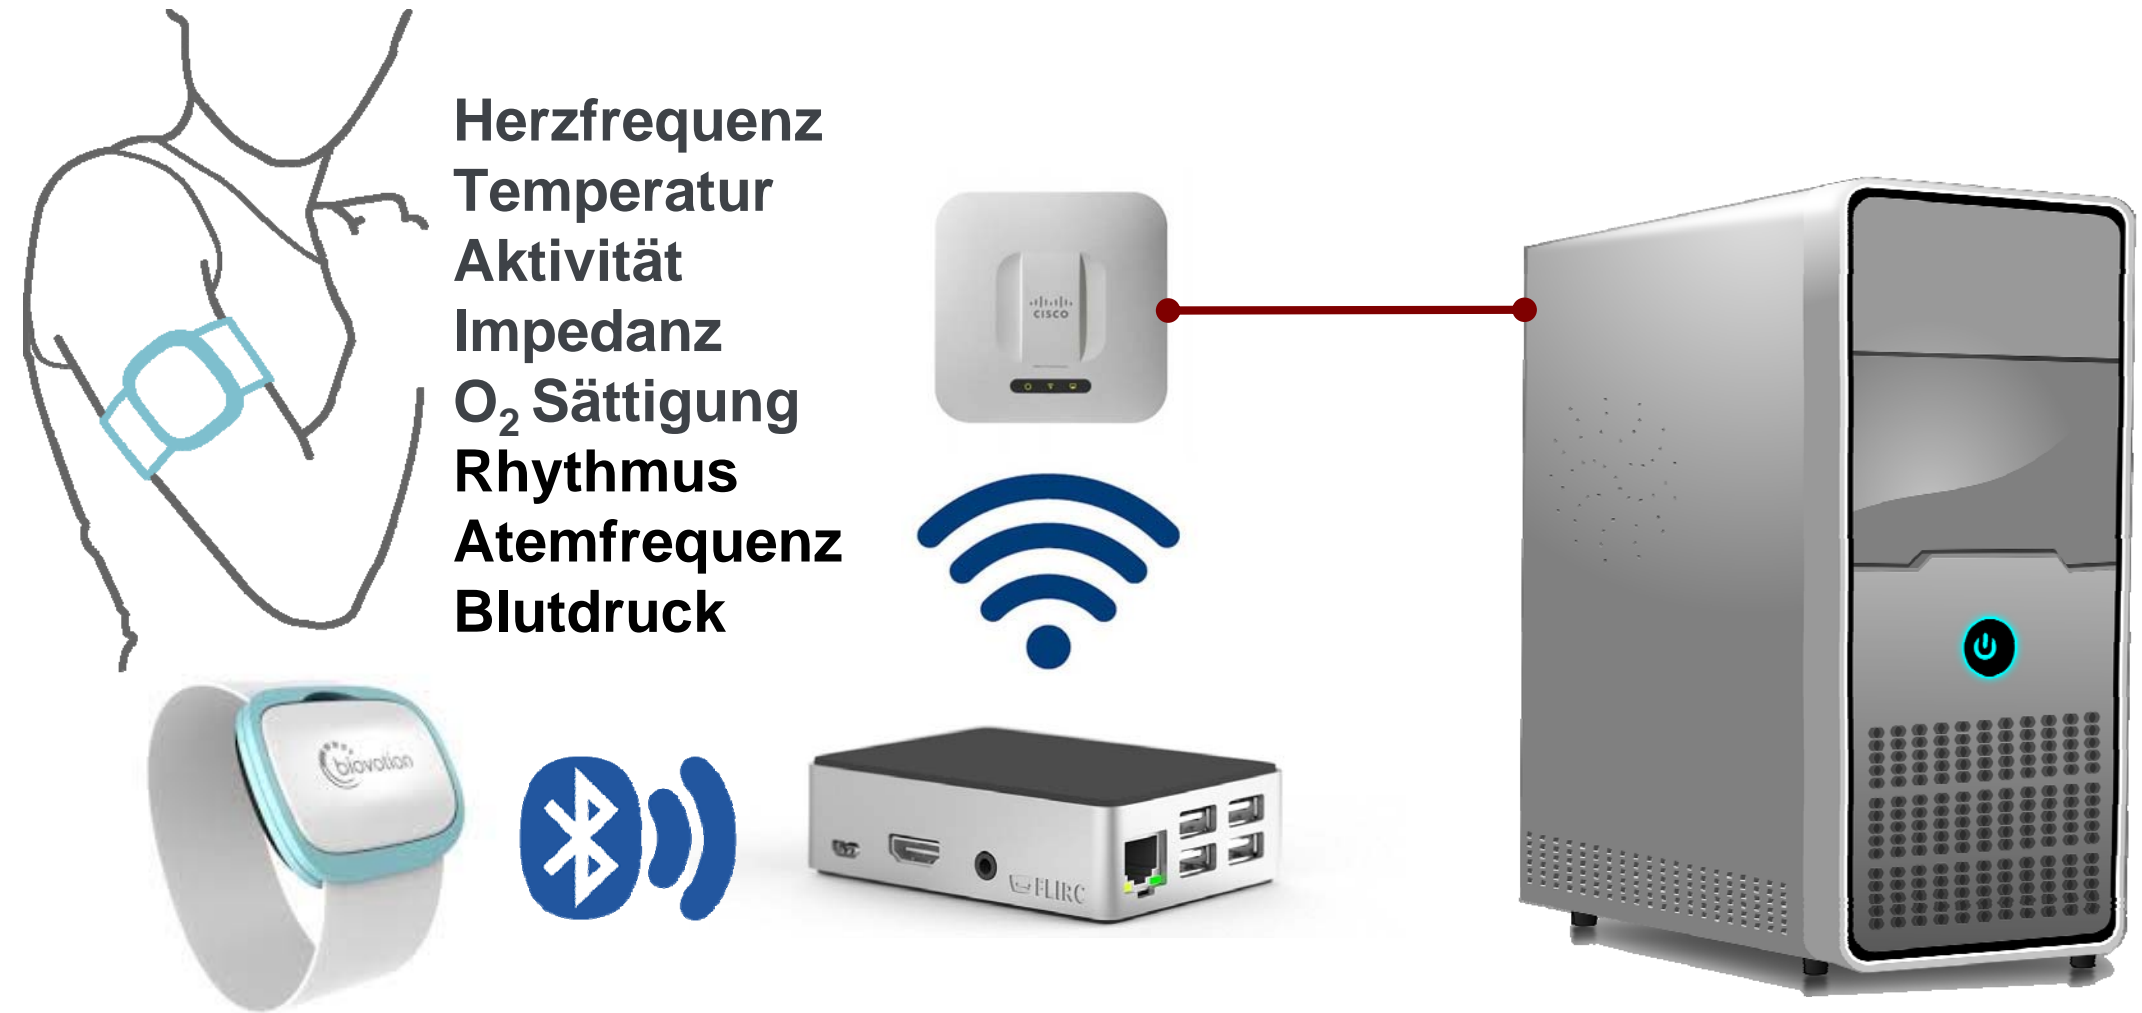 Herzfrequenz
Temperatur
Aktivität
Impedanz
O₂ Sättigung
Rhythmus
Atemfrequenz
Blutdruck
CISCO
biovotion
FLIRC